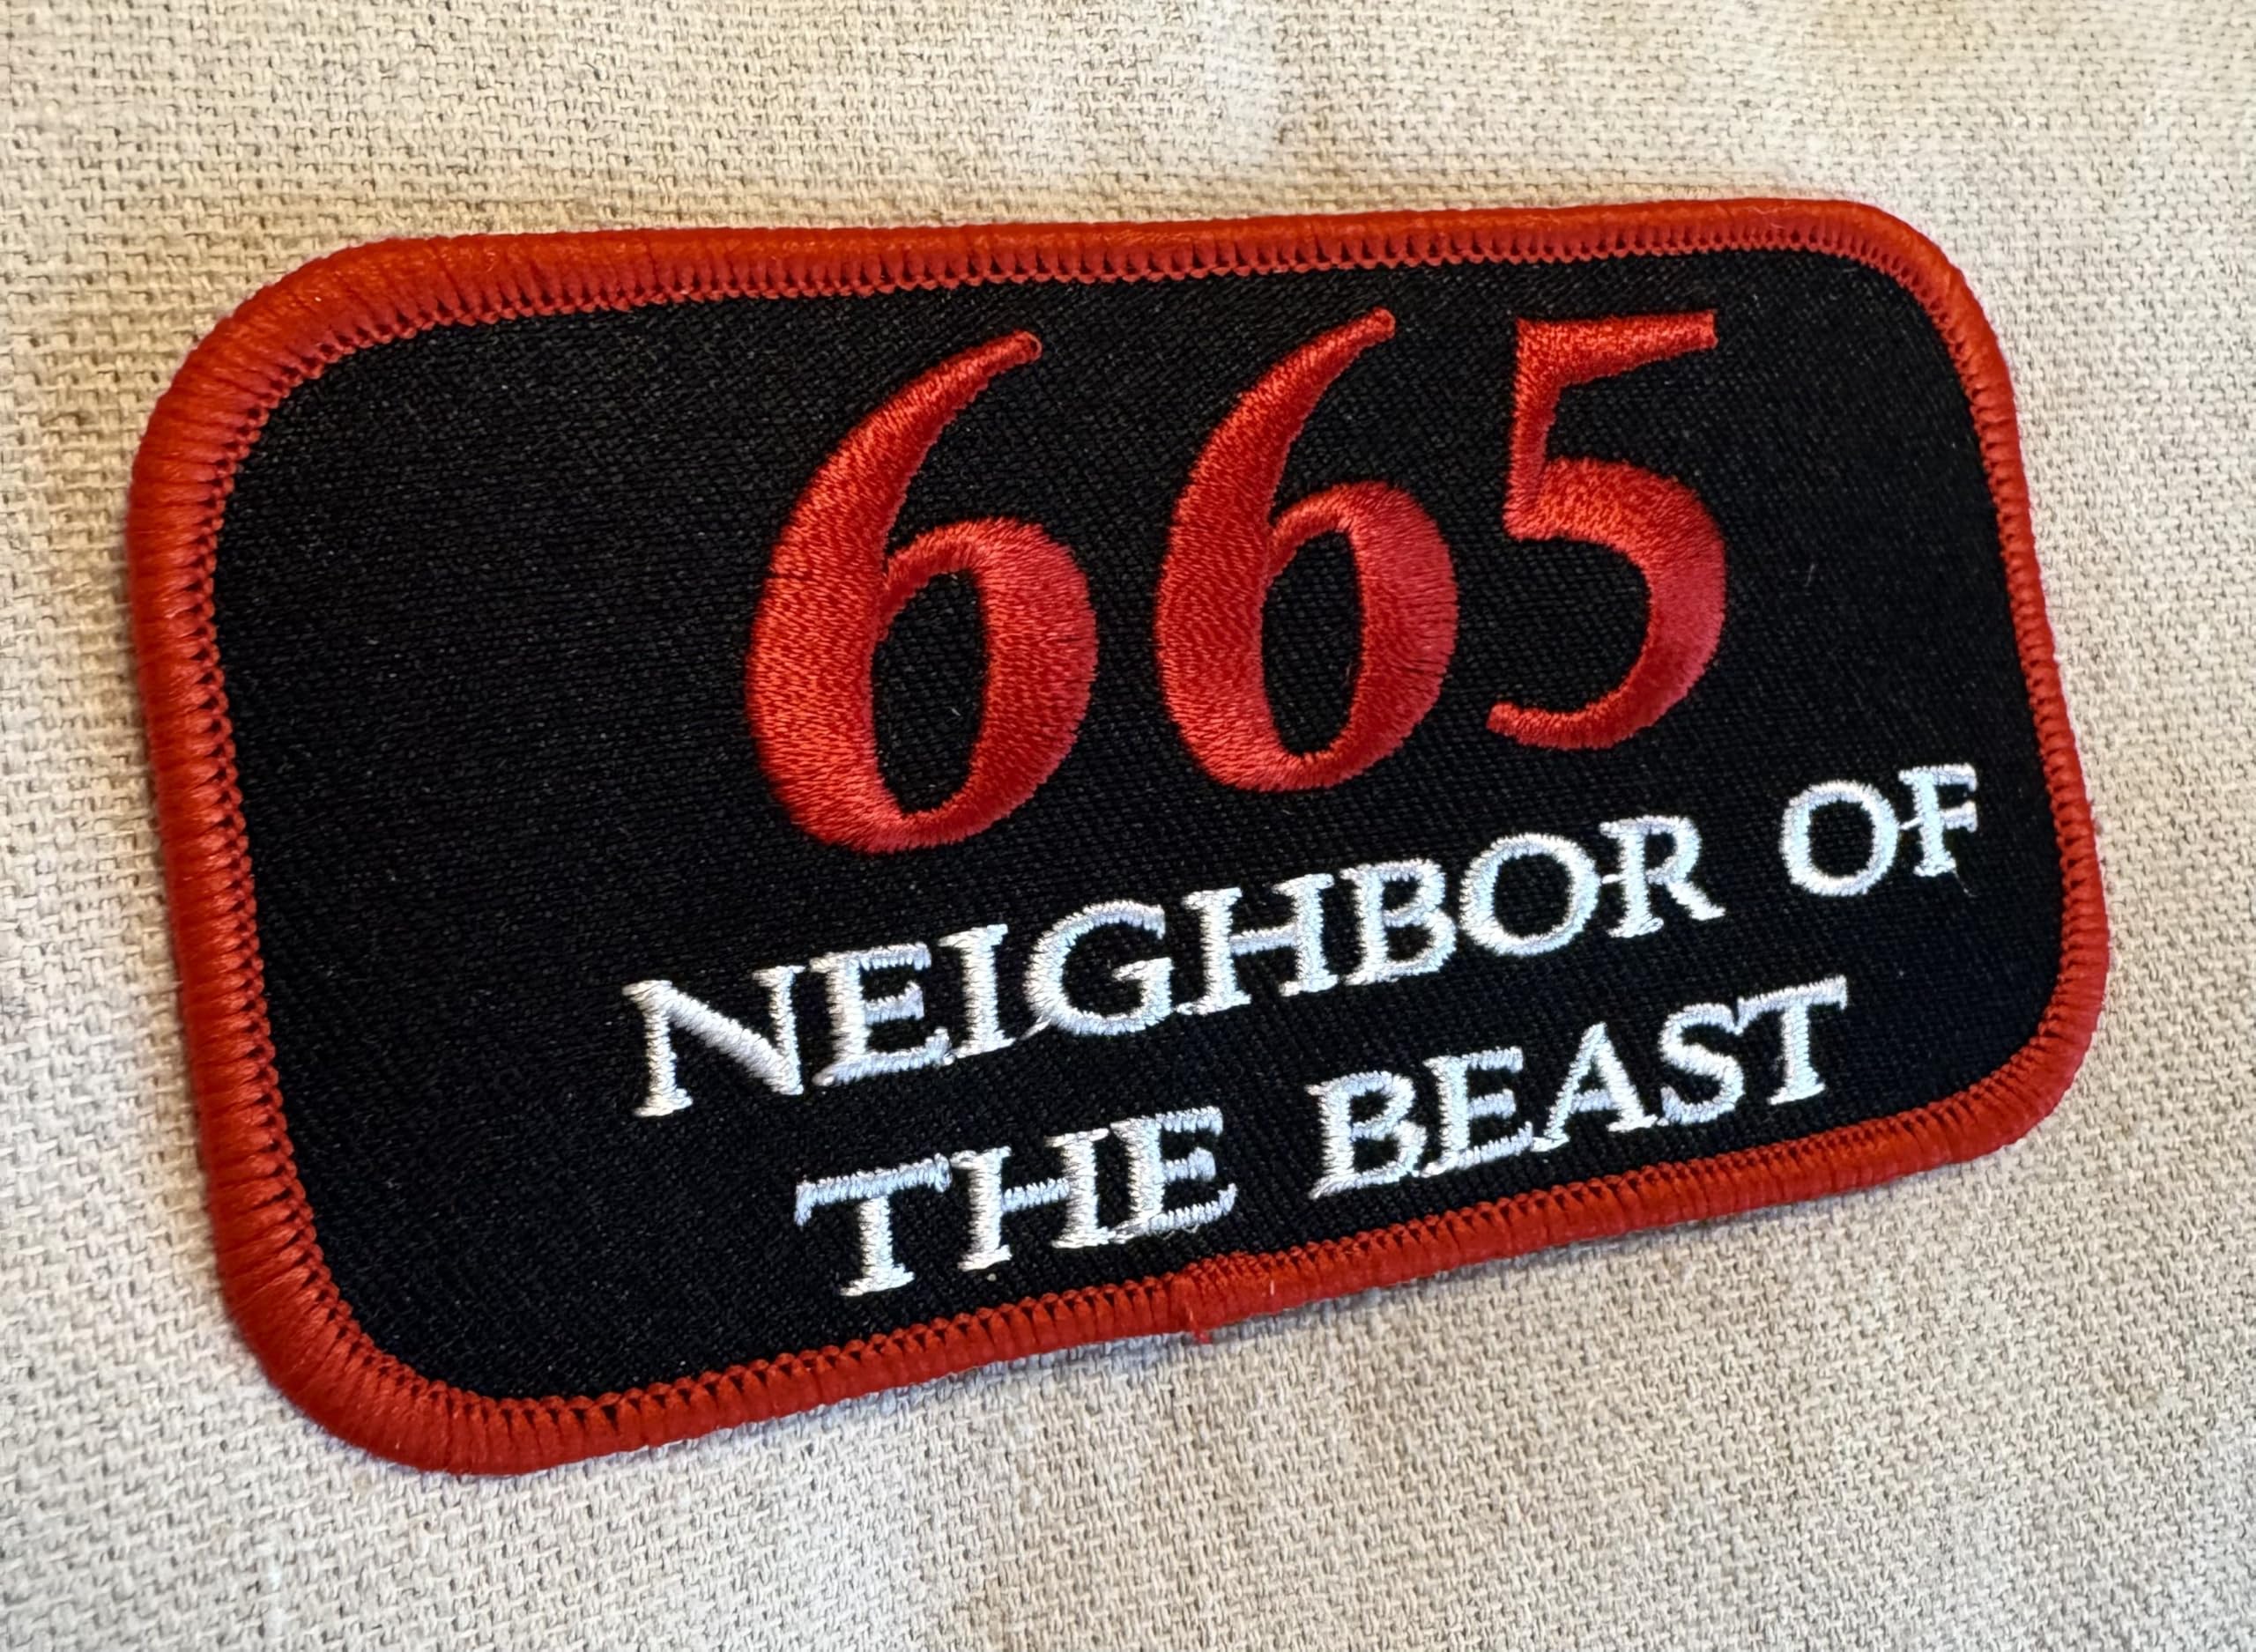 665
NEIGHBOR OF
THE BEAST